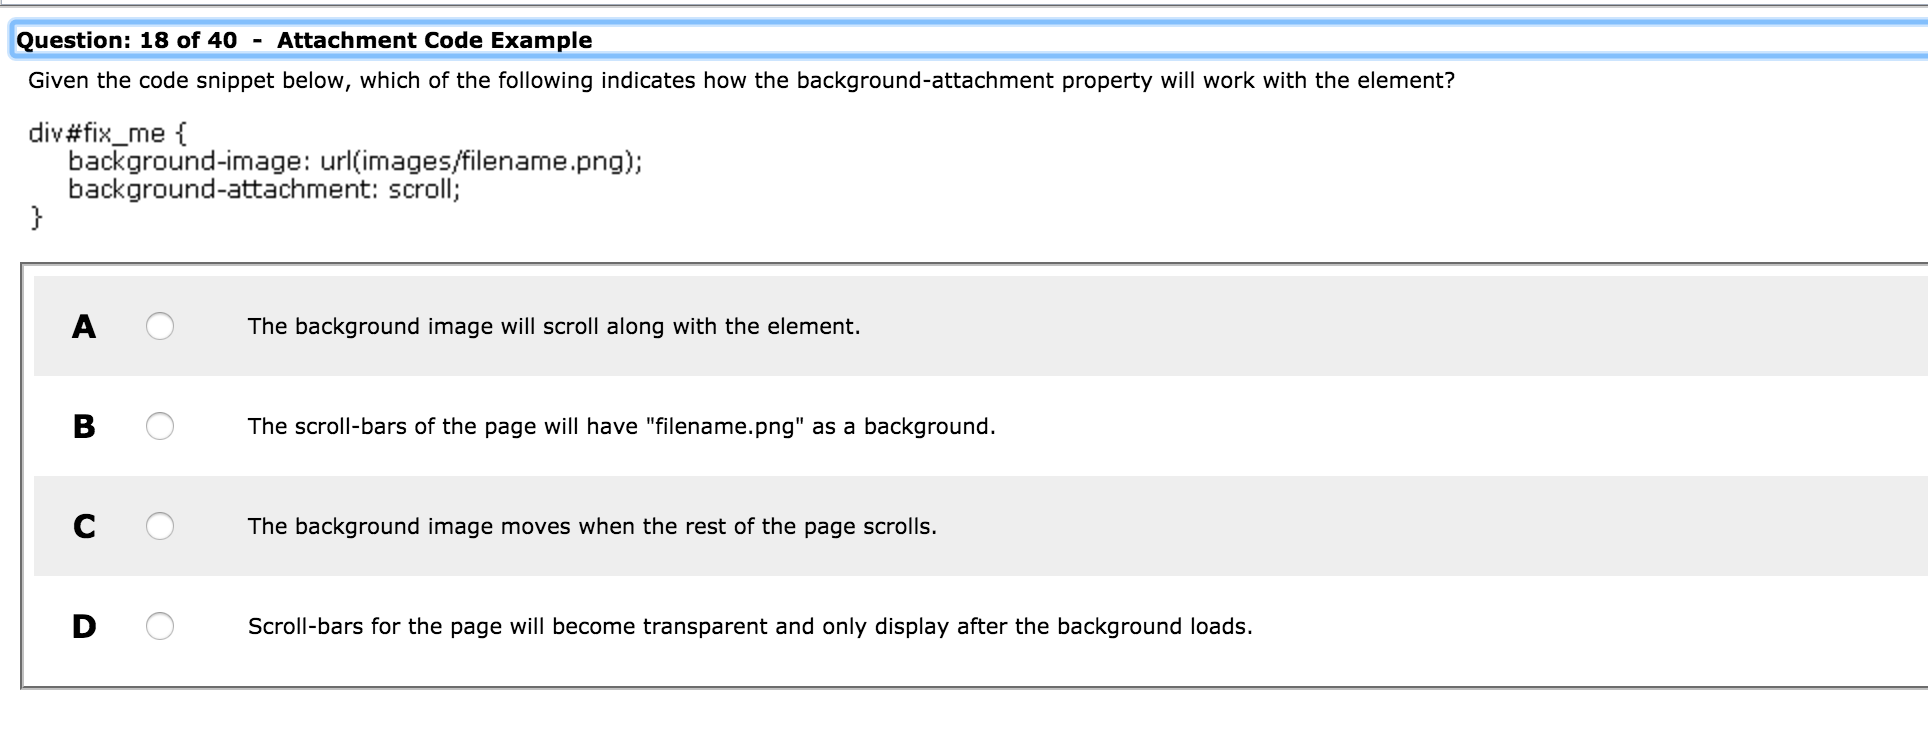 Question: 18 of 40 - Attachment Code Example
Given the code snippet below, which of the following indicates how the background-attachment property will work with the element?
div#fix_me {
background-image: url(images/filename.png);
background-attachment: scroll;
}
A The background image will scroll along with the element.
B The scroll-bars of the page will have "filename.png" as a background.
C The background image moves when the rest of the page scrolls.
D Scroll-bars for the page will become transparent and only display after the background loads.